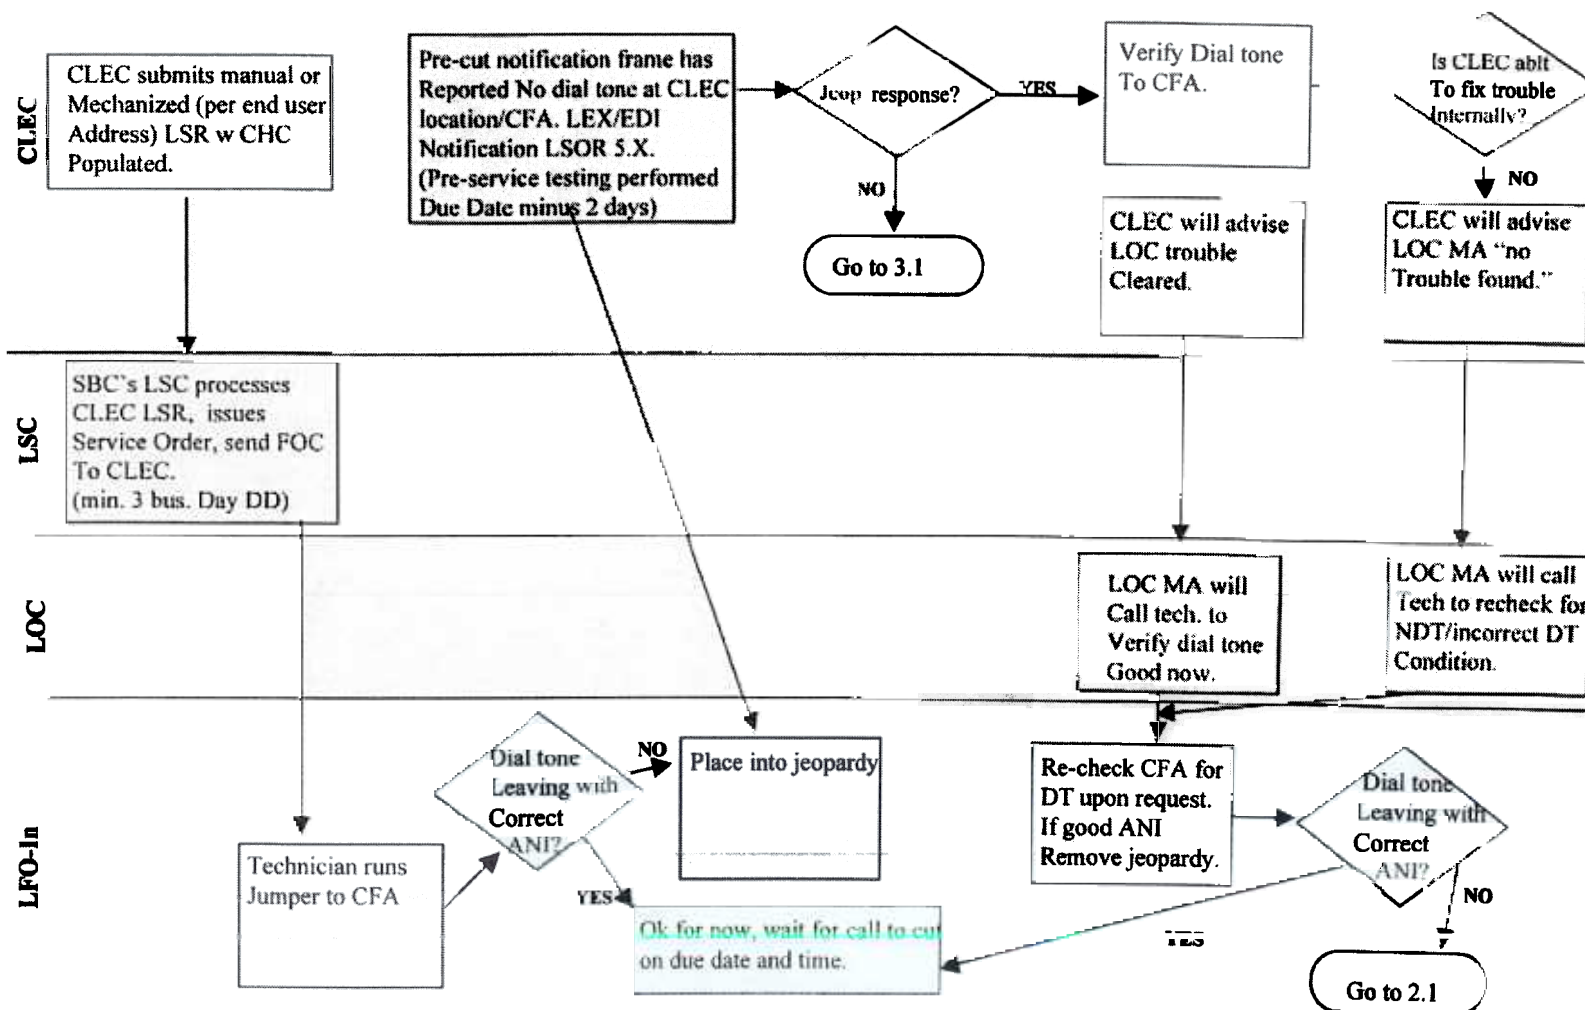 CLEC
CLEC submits manual or
Mechanized (per end user
Address) LSR w CHC
Populated.
Pre-cut notification frame has
Reported No dial tone at CLEC
location/CFA. LEX/EDI
Notification LSOR 5.X.
(Pre-service testing performed
Due Date minus 2 days)
Jeop response?
YES
NO
Go to 3.1
Verify Dial tone
To CFA.
CLEC will advise
LOC trouble
Cleared.
Is CLEC ablt
To fix trouble
Internally?
NO
CLEC will advise
LOC MA "no
Trouble found."
LSC
SBC's LSC processes
CLEC LSR, issues
Service Order, send FOC
To CLEC.
(min. 3 bus. Day DD)
LOC
LOC MA will
Call tech. to
Verify dial tone
Good now.
LOC MA will call
Tech to recheck for
NDT/incorrect DT
Condition.
LFO-In
Technician runs
Jumper to CFA
Dial tone
Leaving with
Correct
ANI?
NO
YES
Place into jeopardy
Ok for now, wait for call to cut
on due date and time.
Re-check CFA for
DT upon request.
If good ANI
Remove jeopardy.
Dial tone
Leaving with
Correct
ANI?
YES
NO
Go to 2.1